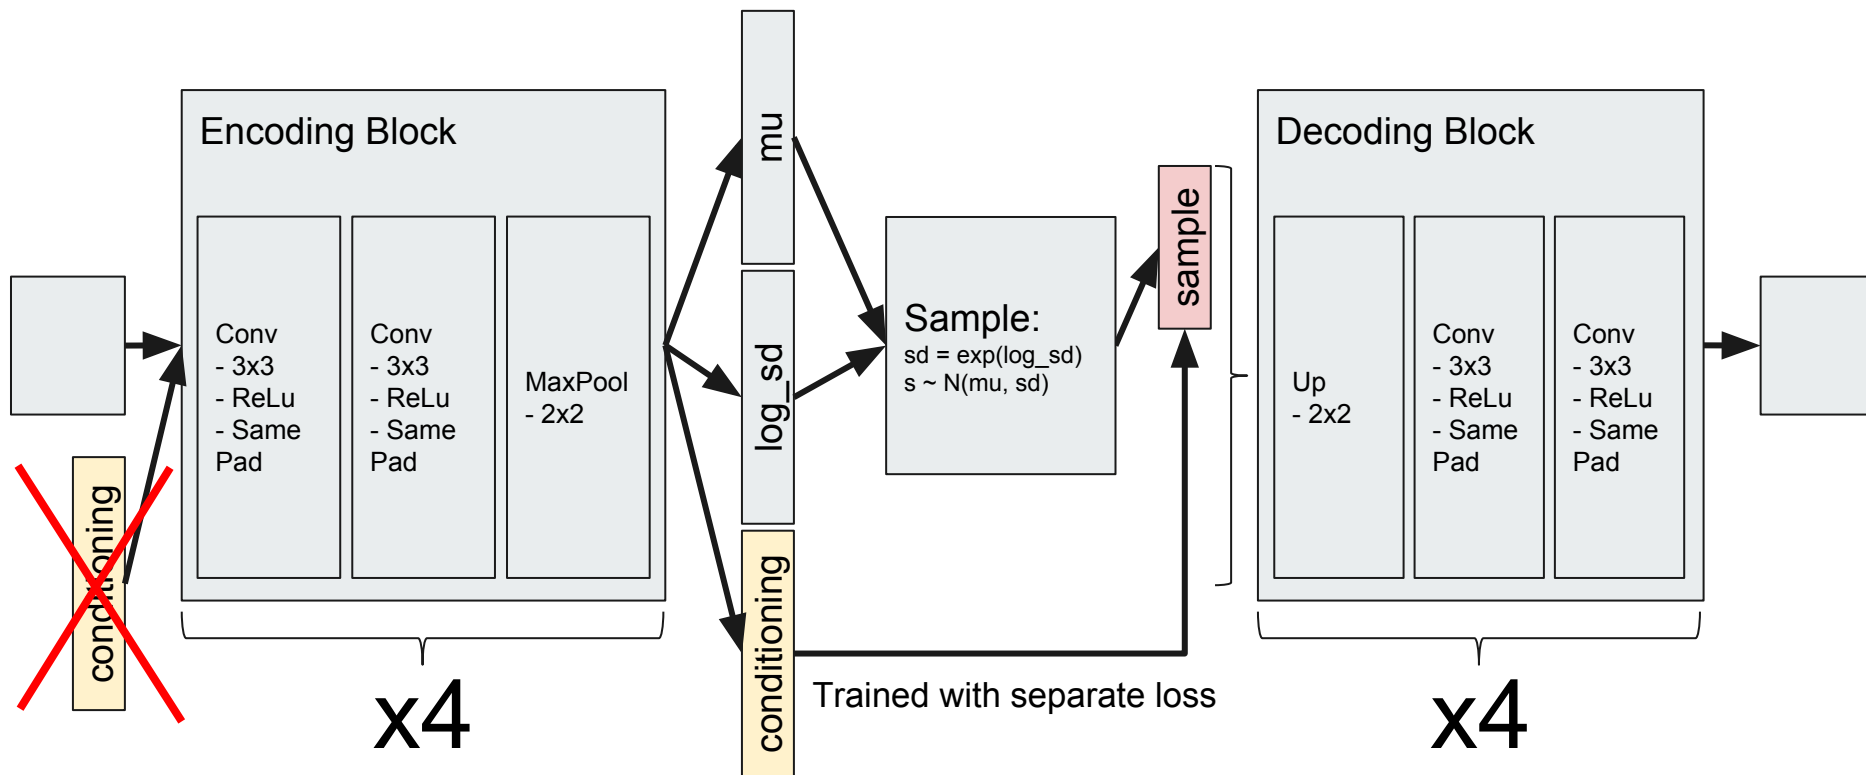 conditioning
Encoding Block
Conv
- 3x3
- ReLu
- Same
Pad
Conv
- 3x3
- ReLu
- Same
Pad
MaxPool
- 2x2
x4
mu
log_sd
conditioning
Sample:
sd = exp(log_sd)
s ~ N(mu, sd)
Trained with separate loss
sample
Decoding Block
Up
- 2x2
Conv
- 3x3
- ReLu
- Same
Pad
Conv
- 3x3
- ReLu
- Same
Pad
x4